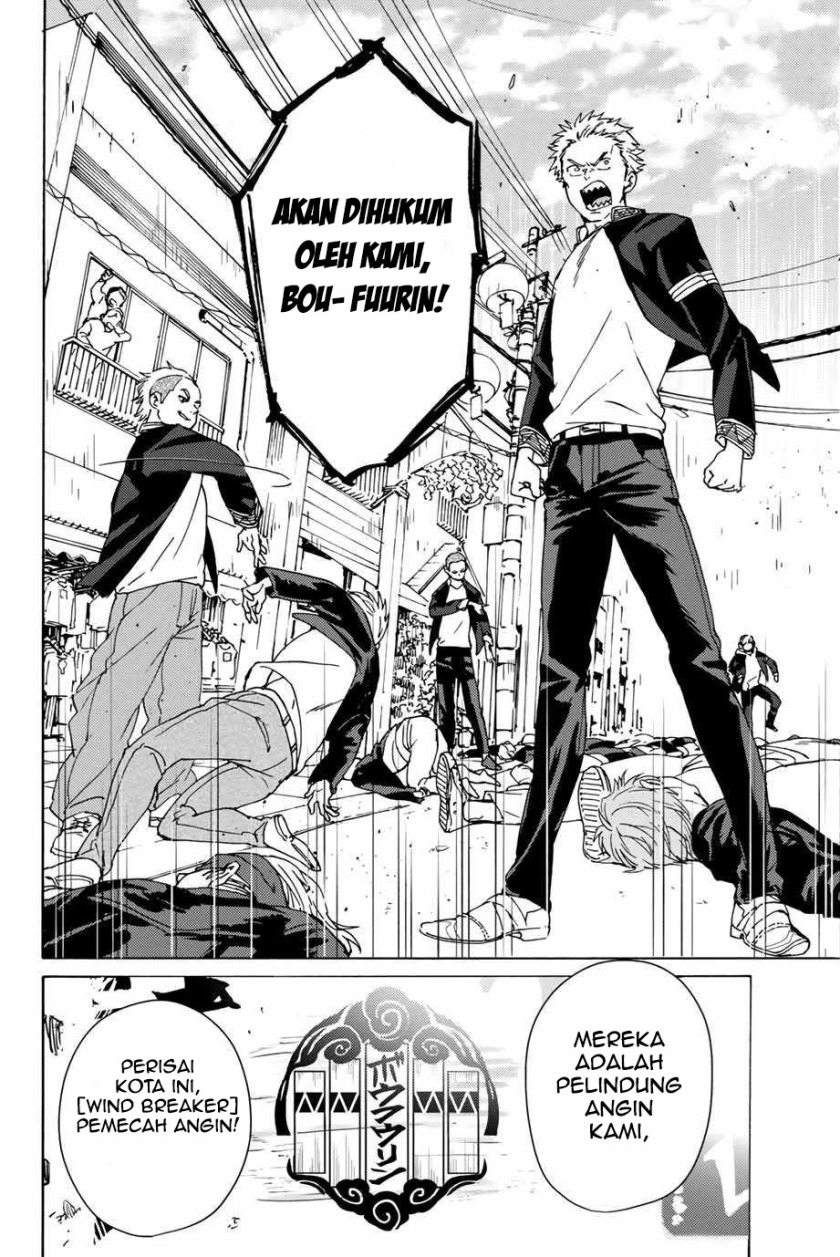 AKAN DIHUKUM
OLEH KAMI,
BOU- FUURIN!
MEREKA
ADALAH
PELINDUNG
ANGIN
KAMI,
ボウフウリン
PERISAI
KOTA INI,
[WIND BREAKER]
PEMECAH ANGIN!